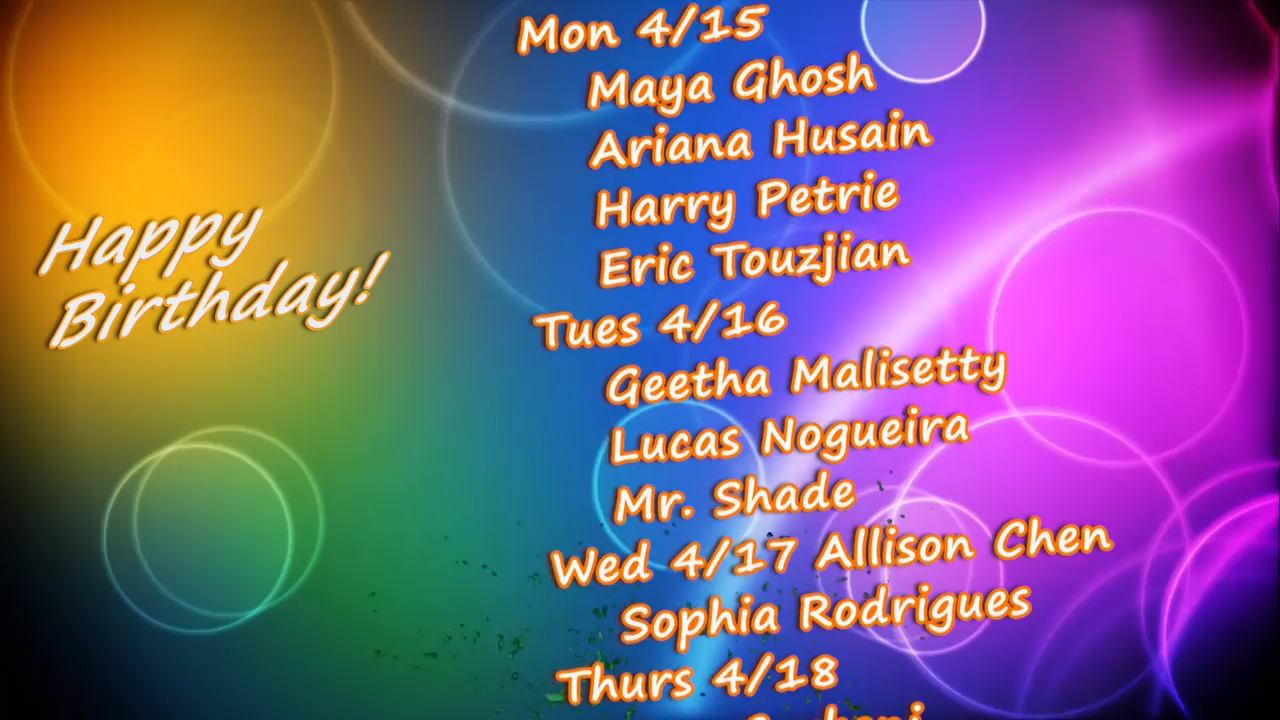 Happy
Birthday!
Mon 4/15
Maya Ghosh
Ariana Husain
Harry Petrie
Eric Touzjian
Tues 4/16
Geetha Malisetty
Lucas Nogueira
Mr. Shade
Wed 4/17 Allison Chen
Sophia Rodrigues
Thurs 4/18